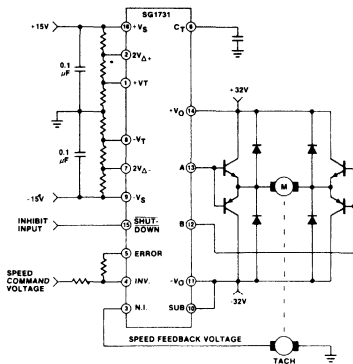 SG1731
+15V
16 +VS
CT 6
2 2VΔ+
0.1 µF
1 +VT
+32V
+VO 14
8 -VT
0.1 µF
7 2VΔ-
A 13
M
-15V
9 -VS
INHIBIT INPUT
15 SHUT-DOWN
B 12
5 ERROR
SPEED COMMAND VOLTAGE
4 INV.
-VO 11
-32V
3 N.I.
SUB 10
SPEED FEEDBACK VOLTAGE
TACH